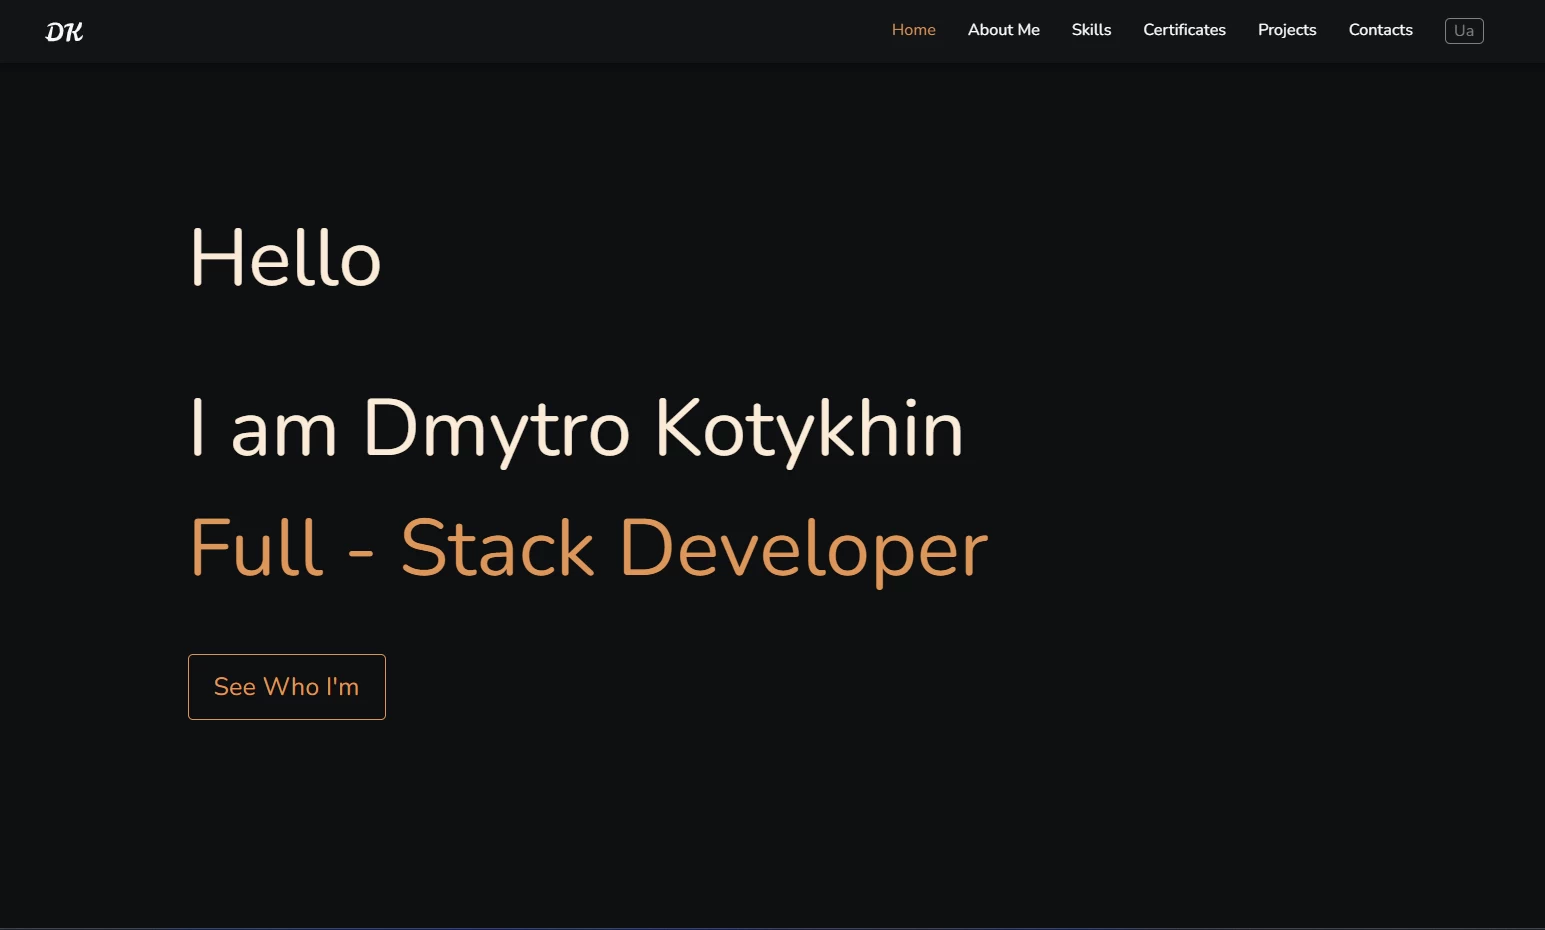 DK
Home About Me Skills Certificates Projects Contacts Ua
Hello
I am Dmytro Kotykhin
Full - Stack Developer
See Who I'm